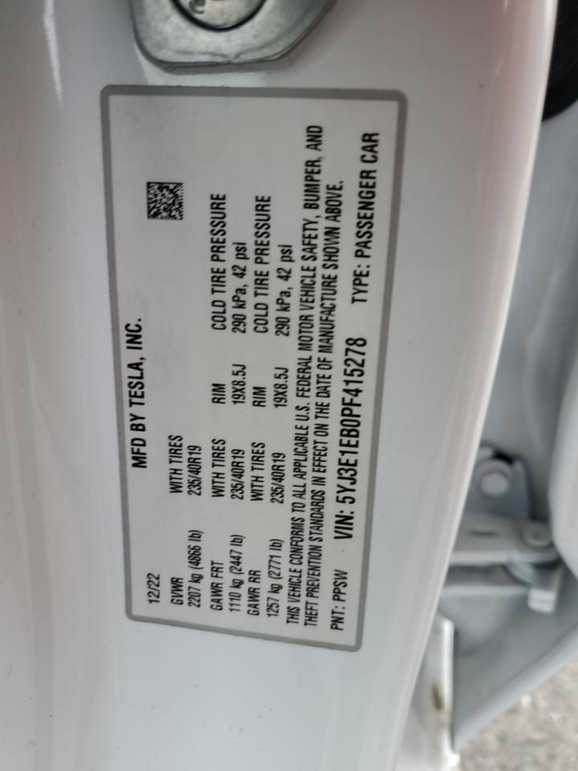 MFD BY TESLA, INC.
12/22
GVWR WITH TIRES
2207 kg (4866 lb) 235/40R19
GAWR FRT WITH TIRES RIM COLD TIRE PRESSURE
1110 kg (2447 lb) 235/40R19 19X8.5J 290 kPa, 42 psi
GAWR RR WITH TIRES RIM COLD TIRE PRESSURE
1257 kg (2771 lb) 235/40R19 19X8.5J 290 kPa, 42 psi
THIS VEHICLE CONFORMS TO ALL APPLICABLE U.S. FEDERAL MOTOR VEHICLE SAFETY, BUMPER, AND
THEFT PREVENTION STANDARDS IN EFFECT ON THE DATE OF MANUFACTURE SHOWN ABOVE.
PNT: PPSW VIN: 5YJ3E1EB0PF415278 TYPE: PASSENGER CAR